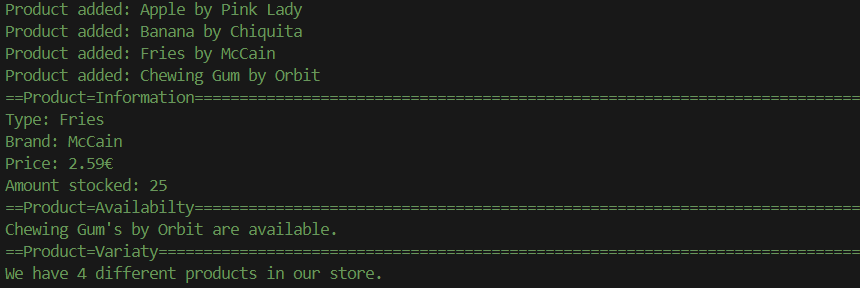 Product added: Apple by Pink Lady
Product added: Banana by Chiquita
Product added: Fries by McCain
Product added: Chewing Gum by Orbit
==Product=Information==========================================================================
Type: Fries
Brand: McCain
Price: 2.59€
Amount stocked: 25
==Product=Availabilty==========================================================================
Chewing Gum's by Orbit are available.
==Product=Variaty==============================================================================
We have 4 different products in our store.